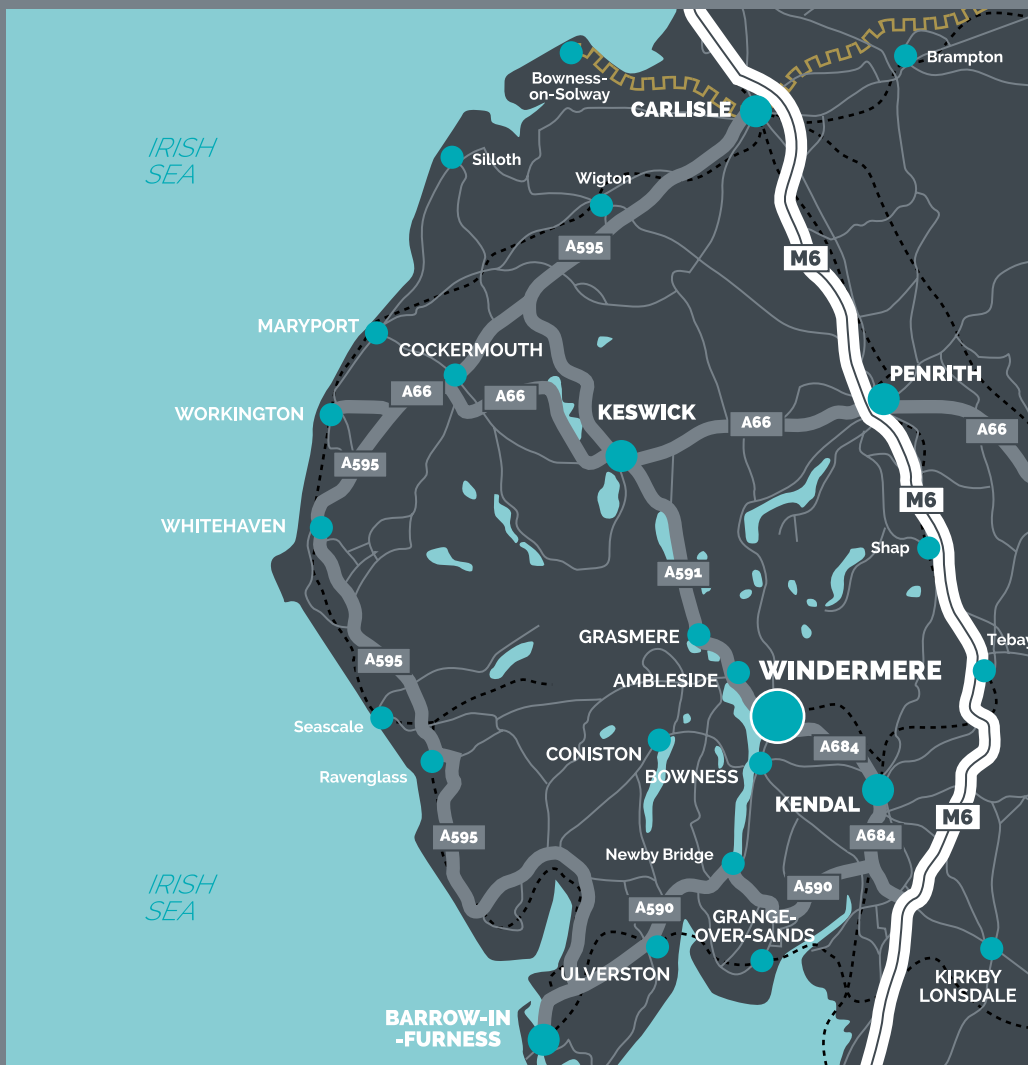 Brampton
Bowness-
on-Solway
CARLISLE
IRISH
SEA
Silloth
Wigton
A595
M6
MARYPORT
COCKERMOUTH
PENRITH
A66
A66
WORKINGTON
KESWICK
A66
A66
A595
M6
WHITEHAVEN
Shap
A591
GRASMERE
Tebay
A595
WINDERMERE
AMBLESIDE
Seascale
A684
CONISTON
Ravenglass
BOWNESS
KENDAL
M6
A595
A684
Newby Bridge
IRISH
SEA
A590
A590
GRANGE-
OVER-SANDS
ULVERSTON
KIRKBY
LONSDALE
BARROW-IN
-FURNESS